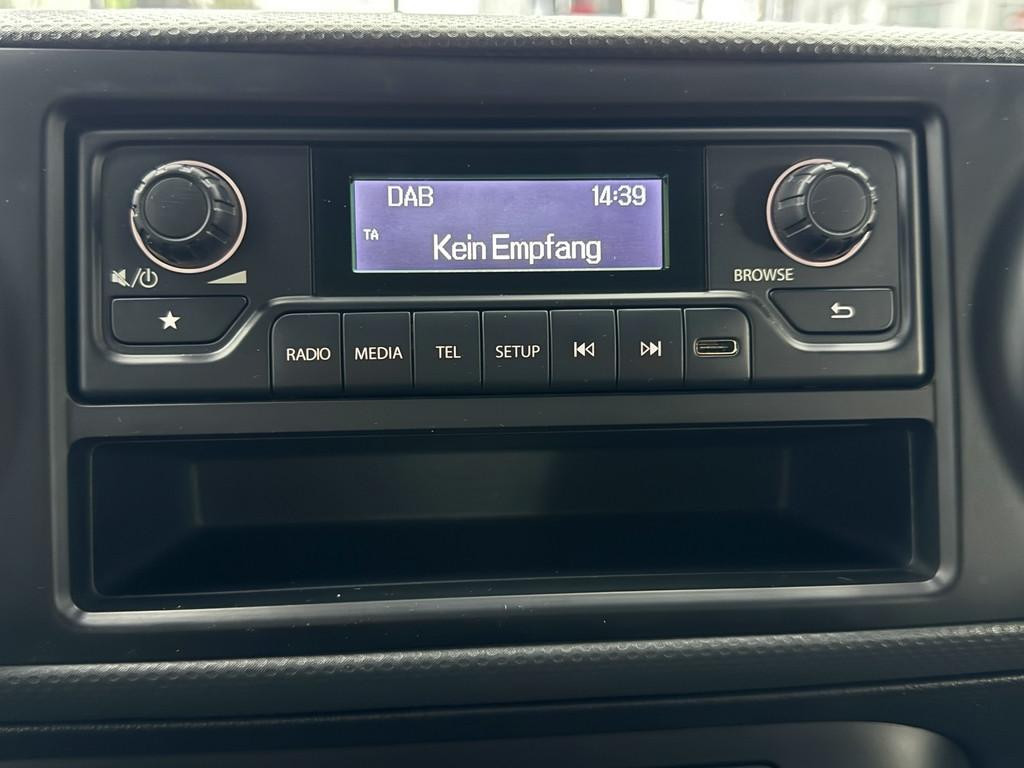 DAB 14:39
TA
Kein Empfang
BROWSE
RADIO MEDIA TEL SETUP